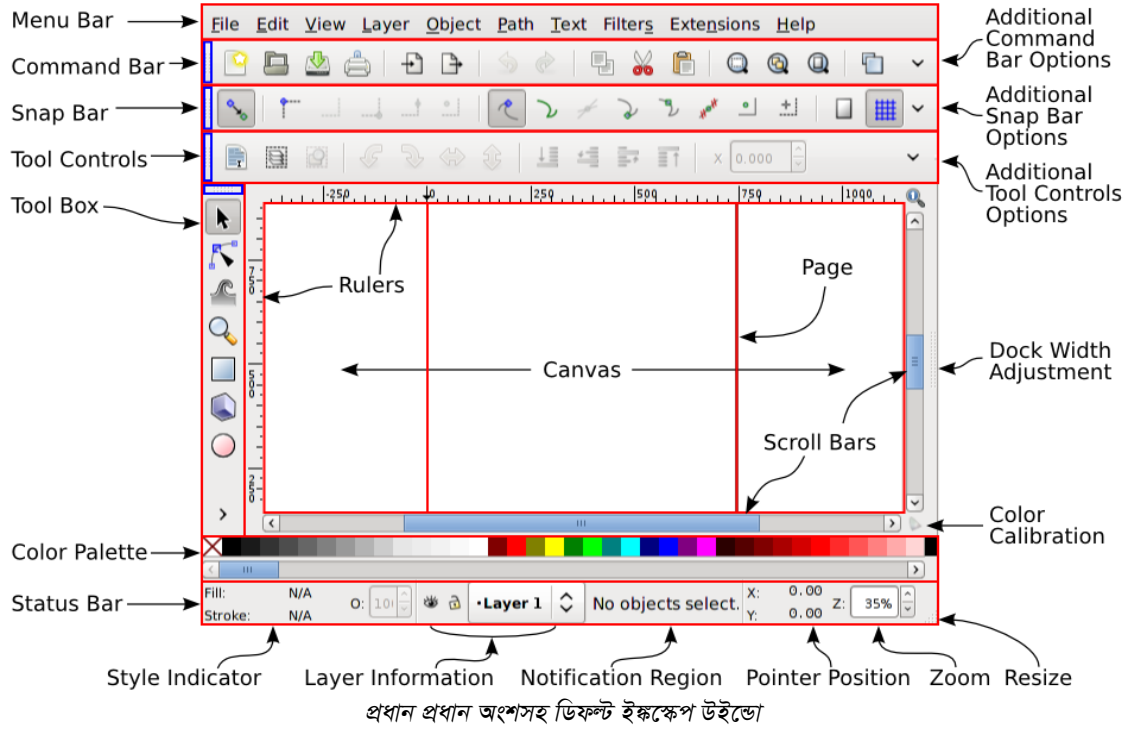 Menu Bar
File Edit View Layer Object Path Text Filters Extensions Help
Additional
Command
Bar Options
Command Bar
Snap Bar
Additional
Snap Bar
Options
Tool Controls
X 0.000
Additional
Tool Controls
Options
Tool Box
-250 0 250 500 750 1000
750
500
250
Rulers
Page
Canvas
Dock Width
Adjustment
Scroll Bars
Color
Calibration
Color Palette
Status Bar
Fill: N/A
Stroke: N/A
O: 10
•Layer 1
No objects select.
X: 0.00
Y: 0.00
Z: 35%
Style Indicator
Layer Information
Notification Region
Pointer Position
Zoom
Resize
প্রধান প্রধান অংশসহ ডিফল্ট ইঙ্কস্কেপ উইন্ডো